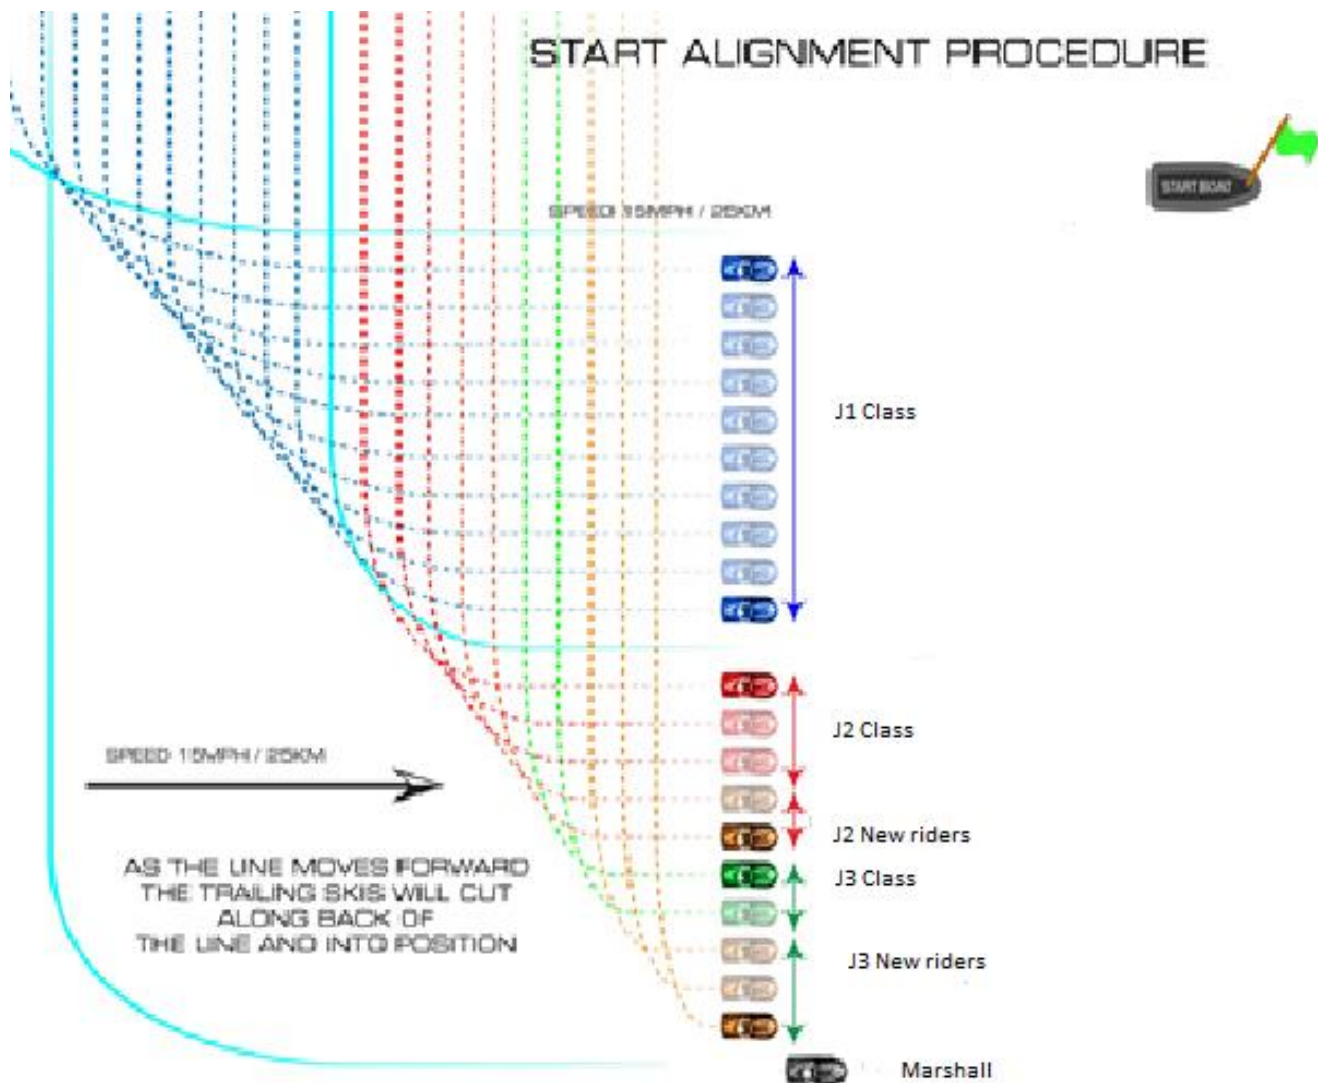 START ALIGNMENT PROCEDURE
START BOAT
SPEED: 15MPH / 25KM
J1 Class
J2 Class
SPEED: 15MPH / 25KM
J2 New riders
AS THE LINE MOVES FORWARD
THE TRAILING SKIS WILL CUT
ALONG BACK OF
THE LINE AND INTO POSITION
J3 Class
J3 New riders
Marshall